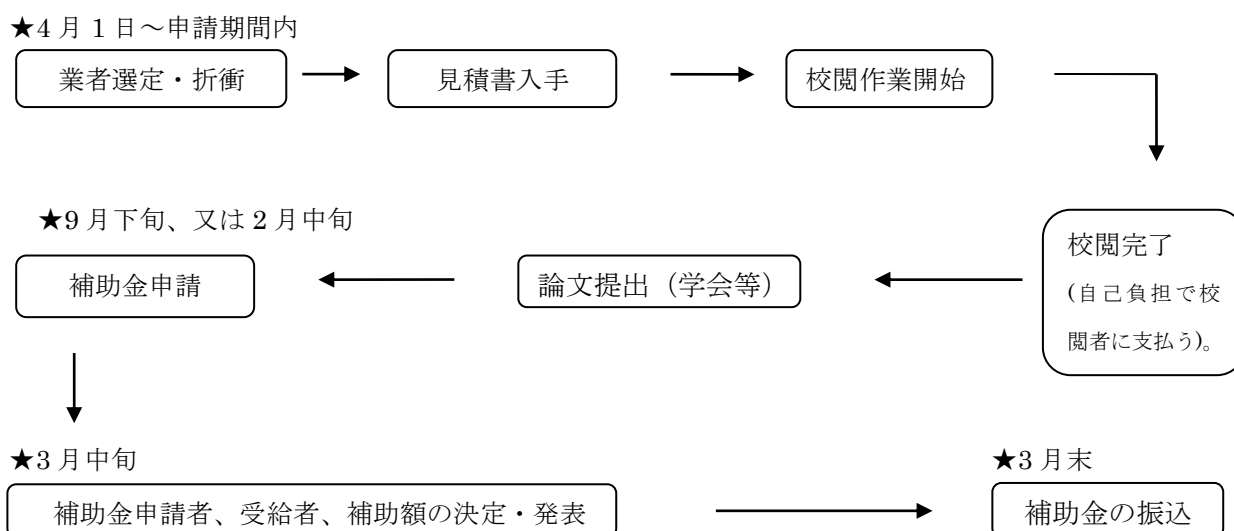 ★4月1日～申請期間内
業者選定・折衝
見積書入手
校閲作業開始
校閲完了
(自己負担で校
閲者に支払う)。
論文提出（学会等）
★9月下旬、又は2月中旬
補助金申請
★3月中旬
補助金申請者、受給者、補助額の決定・発表
★3月末
補助金の振込